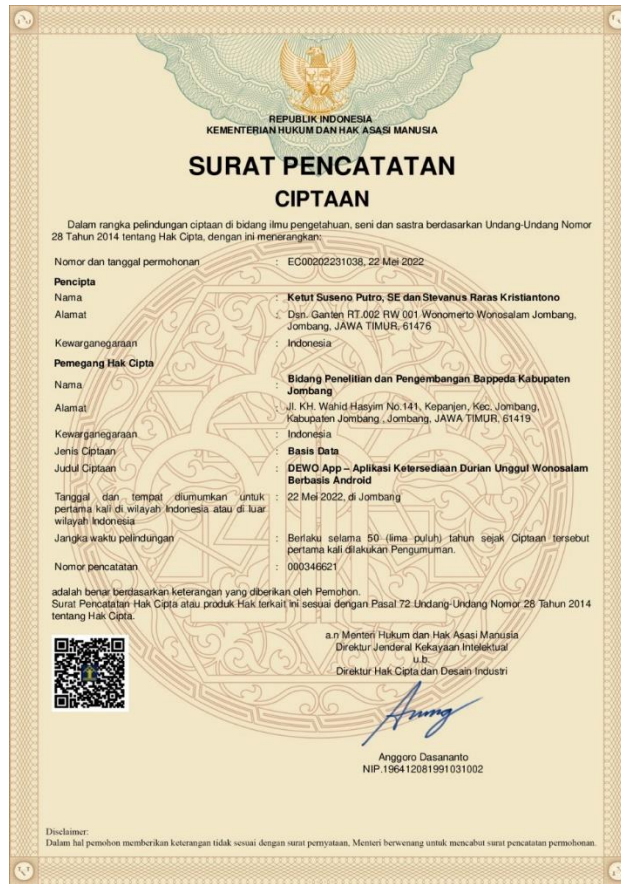 REPUBLIK INDONESIA
KEMENTERIAN HUKUM DAN HAK ASASI MANUSIA
SURAT PENCATATAN
CIPTAAN
Dalam rangka pelindungan ciptaan di bidang ilmu pengetahuan, seni dan sastra berdasarkan Undang-Undang Nomor
28 Tahun 2014 tentang Hak Cipta, dengan ini menerangkan:
Nomor dan tanggal permohonan : EC00202231038, 22 Mei 2022
Pencipta
Nama : Ketut Suseno Putro, SE dan Stevanus Raras Kristiantono
Alamat : Dsn. Ganten RT.002 RW 001 Wonomerto Wonosalam Jombang,
Jombang, JAWA TIMUR, 61476
Kewarganegaraan : Indonesia
Pemegang Hak Cipta
Nama : Bidang Penelitian dan Pengembangan Bappeda Kabupaten
Jombang
Alamat : Jl. KH. Wahid Hasyim No.141, Kepanjen, Kec, Jombang,
Kabupaten Jombang , Jombang, JAWA TIMUR, 61419
Kewarganegaraan : Indonesia
Jenis Ciptaan : Basis Data
Judul Ciptaan : DEWO App – Aplikasi Ketersediaan Durian Unggul Wonosalam
Berbasis Android
Tanggal dan tempat diumumkan untuk : 22 Mei 2022, di Jombang
pertama kali di wilayah Indonesia atau di luar
wilayah Indonesia
Jangka waktu pelindungan : Berlaku selama 50 (lima puluh) tahun sejak Ciptaan tersebut
pertama kali dilakukan Pengumuman.
Nomor pencatatan : 000346621
adalah benar berdasarkan keterangan yang diberikan oleh Pemohon.
Surat Pencatatan Hak Cipta atau produk Hak terkait ini sesuai dengan Pasal 72 Undang-Undang Nomor 28 Tahun 2014
tentang Hak Cipta.
a.n Menteri Hukum dan Hak Asasi Manusia
Direktur Jenderal Kekayaan Intelektual
u.b.
Direktur Hak Cipta dan Desain Industri
Anggoro Dasananto
NIP.196412081991031002
Disclaimer:
Dalam hal pemohon memberikan keterangan tidak sesuai dengan surat pernyataan, Menteri berwenang untuk mencabut surat pencatatan permohonan.